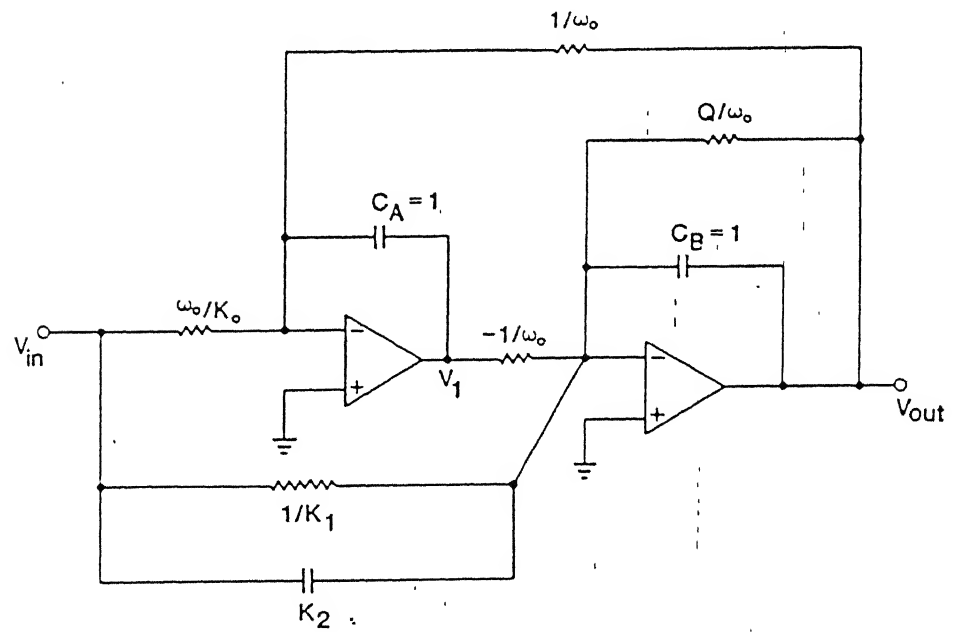 1/ω₀
Q/ω₀
C_A = 1
C_B = 1
ω₀/K₀
-1/ω₀
V_in
−
+
V₁
−
+
V_out
1/K₁
K₂